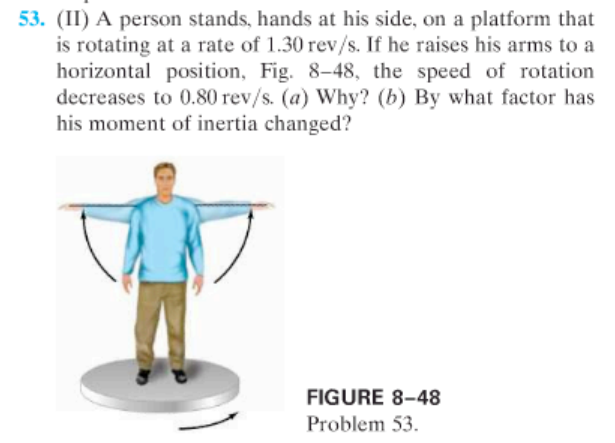 53. (II) A person stands, hands at his side, on a platform that
is rotating at a rate of 1.30 rev/s. If he raises his arms to a
horizontal position, Fig. 8–48, the speed of rotation
decreases to 0.80 rev/s. (a) Why? (b) By what factor has
his moment of inertia changed?
FIGURE 8–48
Problem 53.